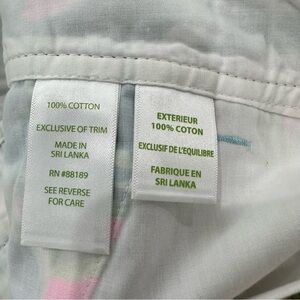 100% COTTON
EXCLUSIVE OF TRIM
MADE IN
SRI LANKA
RN #88189
SEE REVERSE
FOR CARE
EXTERIEUR
100% COTON
EXCLUSIF DE L'EQUILIBRE
FABRIQUE EN
SRI LANKA